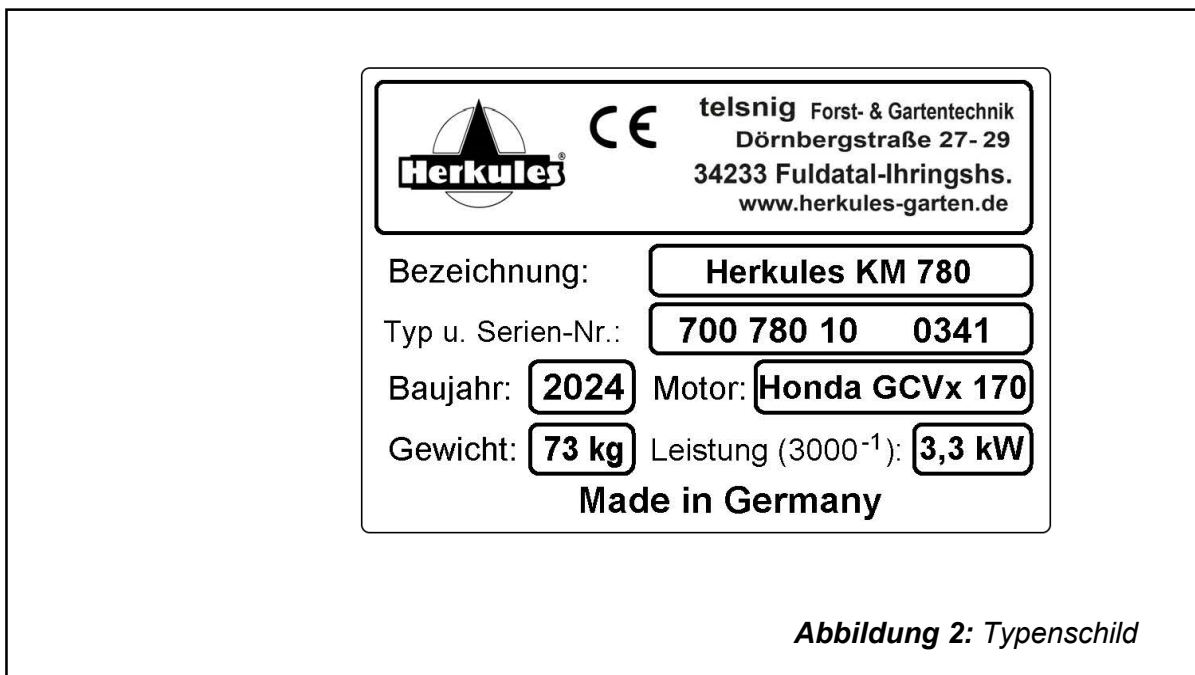 Herkules®
CE
telsnig Forst- & Gartentechnik
Dörnbergstraße 27- 29
34233 Fuldatal-Ihringshs.
www.herkules-garten.de
Bezeichnung: Herkules KM 780
Typ u. Serien-Nr.: 700 780 10 0341
Baujahr: 2024 Motor: Honda GCVx 170
Gewicht: 73 kg Leistung (3000⁻¹): 3,3 kW
Made in Germany
Abbildung 2: Typenschild